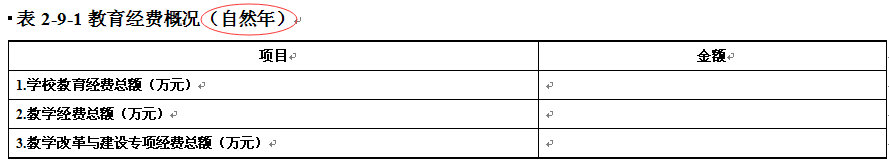 表 2-9-1 教育经费概况（自然年）
项目 金额
1.学校教育经费总额（万元）
2.教学经费总额（万元）
3.教学改革与建设专项经费总额（万元）